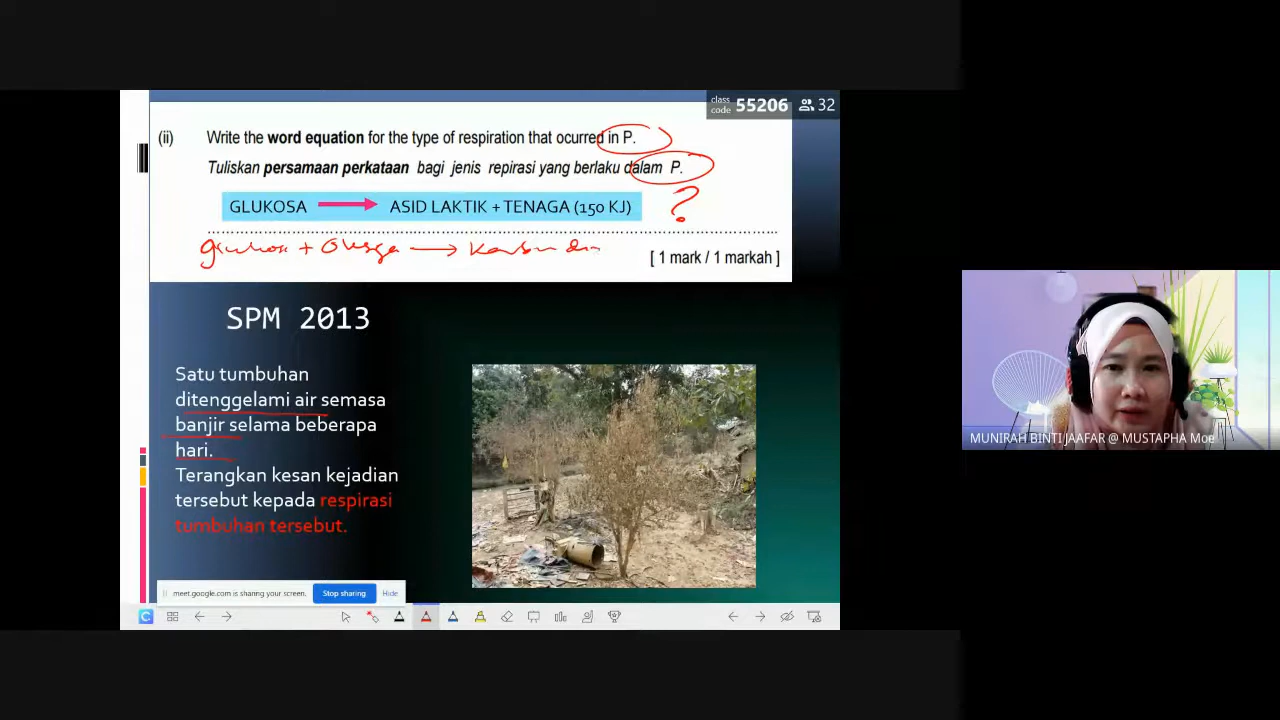 class code 55206 32
(ii) Write the word equation for the type of respiration that ocurred in P.
Tuliskan persamaan perkataan bagi jenis repirasi yang berlaku dalam P.
?
GLUKOSA → ASID LAKTIK + TENAGA (150 KJ)
glukosa + Oksigen → Karbon dio
[ 1 mark / 1 markah ]
SPM 2013
Satu tumbuhan
ditenggelami air semasa
banjir selama beberapa
hari.
Terangkan kesan kejadian
tersebut kepada respirasi
tumbuhan tersebut.
MUNIRAH BINTI JAAFAR @ MUSTAPHA Moe
meet.google.com is sharing your screen. Stop sharing Hide
C